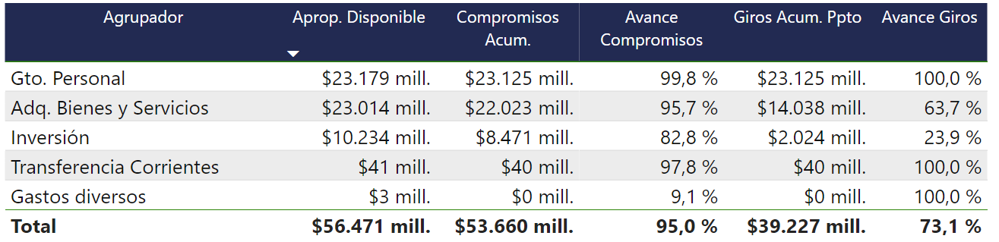 Agrupador Aprop. Disponible Compromisos Acum. Avance Compromisos Giros Acum. Ppto Avance Giros
Gto. Personal $23.179 mill. $23.125 mill. 99,8 % $23.125 mill. 100,0 %
Adq. Bienes y Servicios $23.014 mill. $22.023 mill. 95,7 % $14.038 mill. 63,7 %
Inversión $10.234 mill. $8.471 mill. 82,8 % $2.024 mill. 23,9 %
Transferencia Corrientes $41 mill. $40 mill. 97,8 % $40 mill. 100,0 %
Gastos diversos $3 mill. $0 mill. 9,1 % $0 mill. 100,0 %
Total $56.471 mill. $53.660 mill. 95,0 % $39.227 mill. 73,1 %